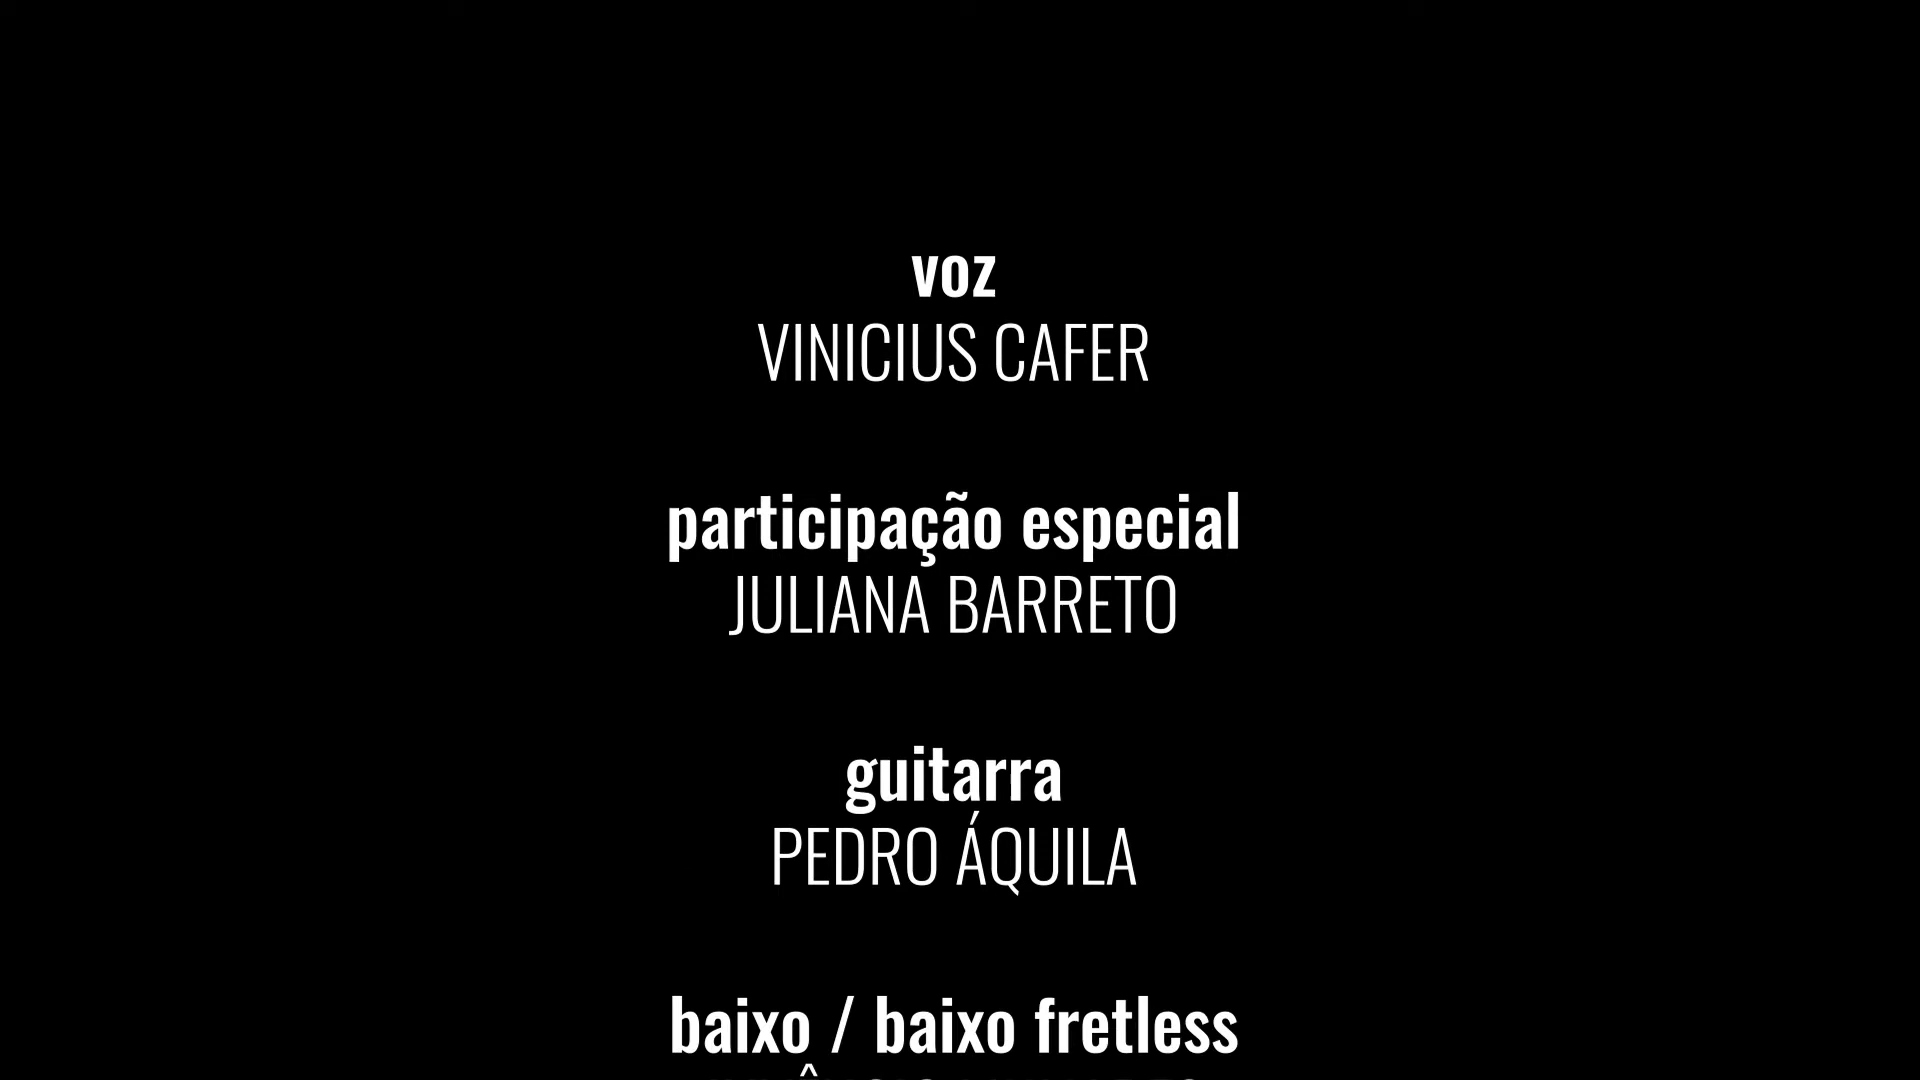 voz
VINICIUS CAFER
participação especial
JULIANA BARRETO
guitarra
PEDRO ÁQUILA
baixo / baixo fretless